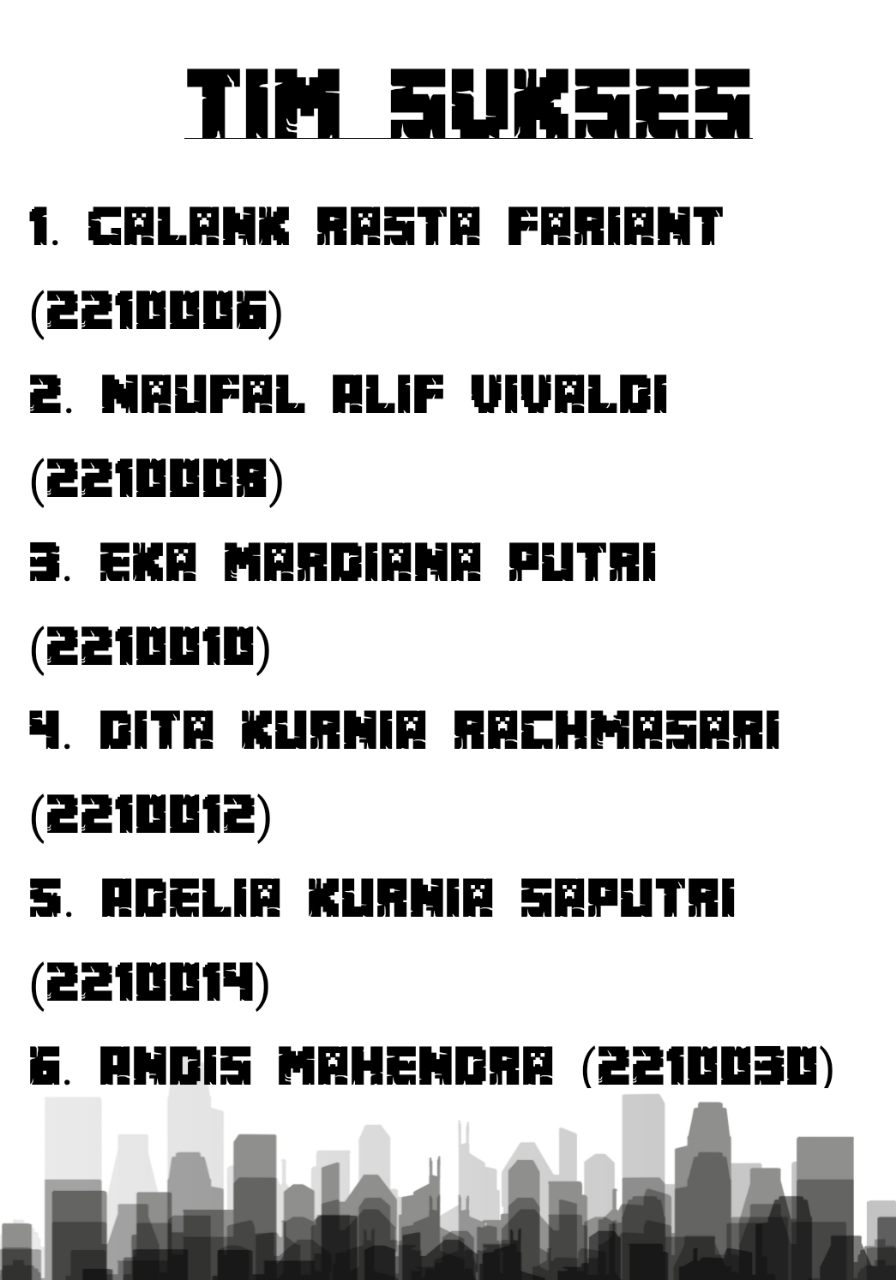 TIM SUKSES
1. GALANK RASTA FARIANT
(2210006)
2. NAUFAL ALIF VIVALDI
(2210008)
3. EKA MARDIANA PUTRI
(2210010)
4. DITA KURNIA RACHMASARI
(2210012)
5. ADELIA KURNIA SAPUTRI
(2210014)
6. ANDIS MAHENDRA (2210030)